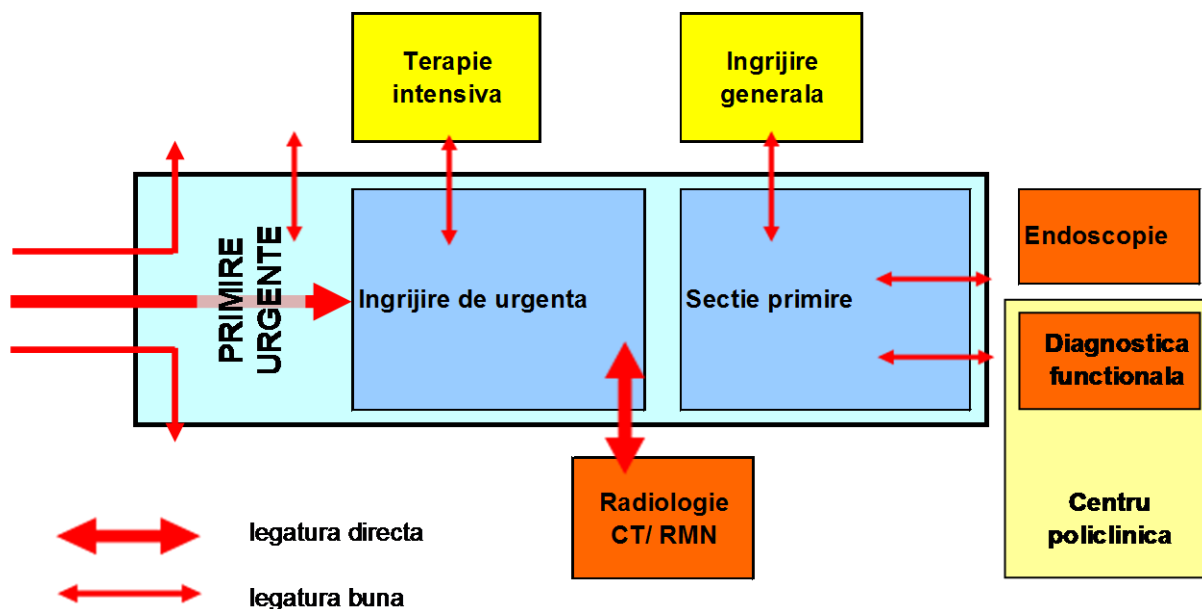 Terapie
intensiva
Ingrijire
generala
PRIMIRE
URGENTE
Ingrijire de urgenta
Sectie primire
Endoscopie
Diagnostica
functionala
Radiologie
CT/ RMN
Centru
policlinica
legatura directa
legatura buna